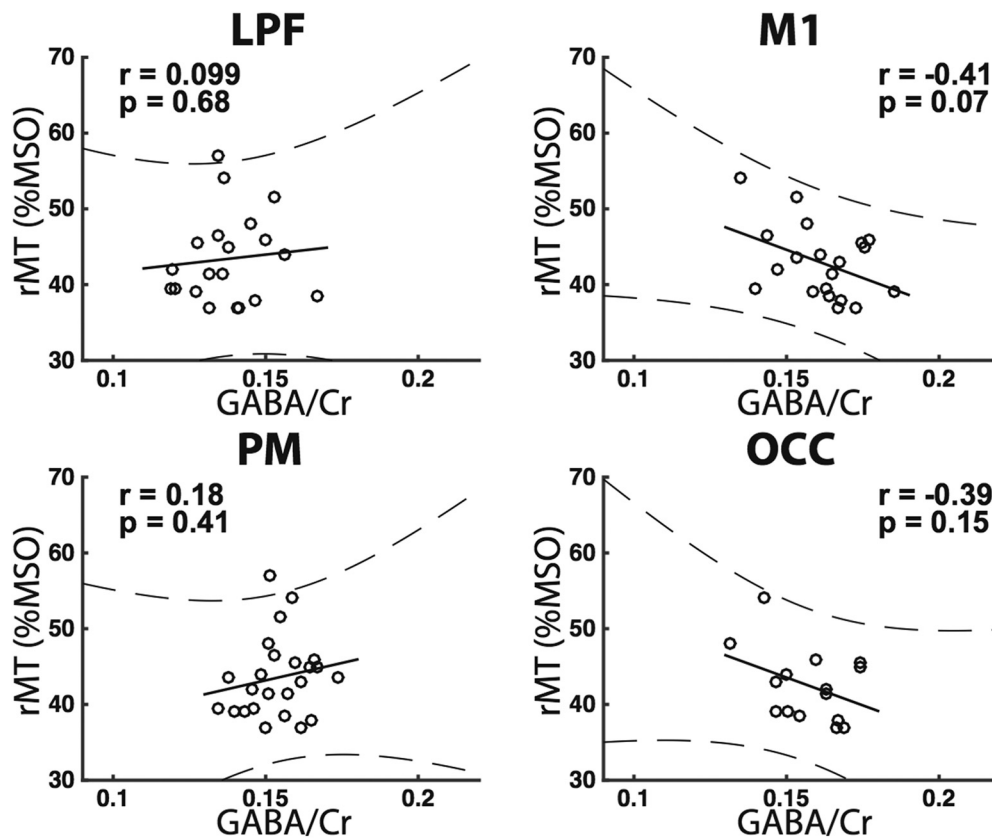 LPF
r = 0.099
p = 0.68
rMT (%MSO)
70
60
50
40
30
0.1
0.15
0.2
GABA/Cr
M1
r = -0.41
p = 0.07
rMT (%MSO)
70
60
50
40
30
0.1
0.15
0.2
GABA/Cr
PM
r = 0.18
p = 0.41
rMT (%MSO)
70
60
50
40
30
0.1
0.15
0.2
GABA/Cr
OCC
r = -0.39
p = 0.15
rMT (%MSO)
70
60
50
40
30
0.1
0.15
0.2
GABA/Cr